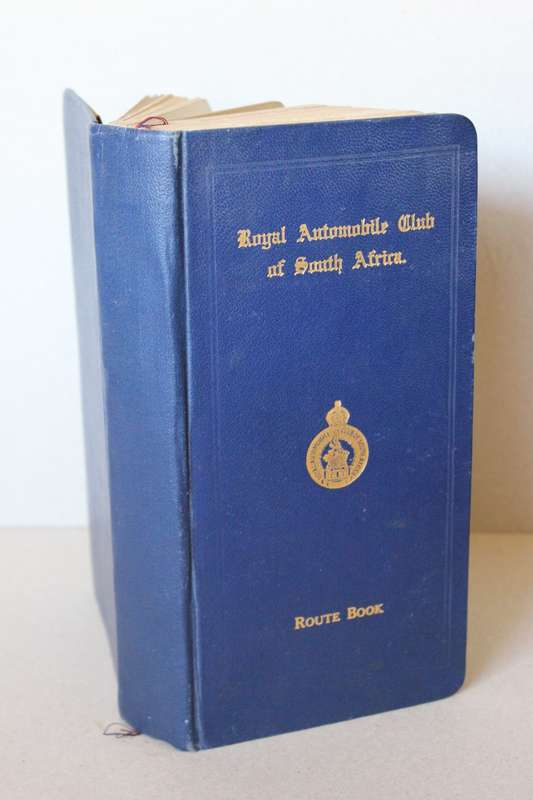 Royal Automobile Club
of South Africa.
Route Book